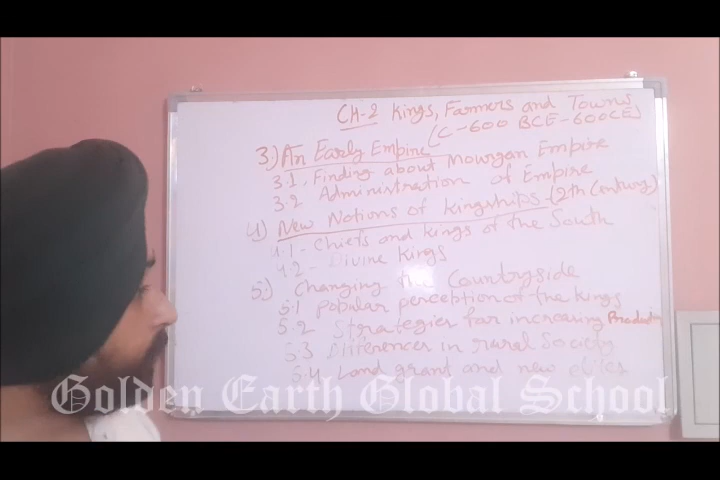 CH-2 Kings, Farmers and Towns
(C-600 BCE-600CE)
3.) An Early Empire
3.1. Finding about Mouryan Empire
3.2 Administration of Empire
4) New Notions of Kingships - (2th Century)
4.1 - Chiefs and Kings of the South
4.2 - Divine Kings
5.) Changing the Countryside
5.1 popular perception of the Kings
5.2 Strategies for increasing
5.3 Differences in rural Society
5.4 Land grant and new elites
Golden Earth Global School